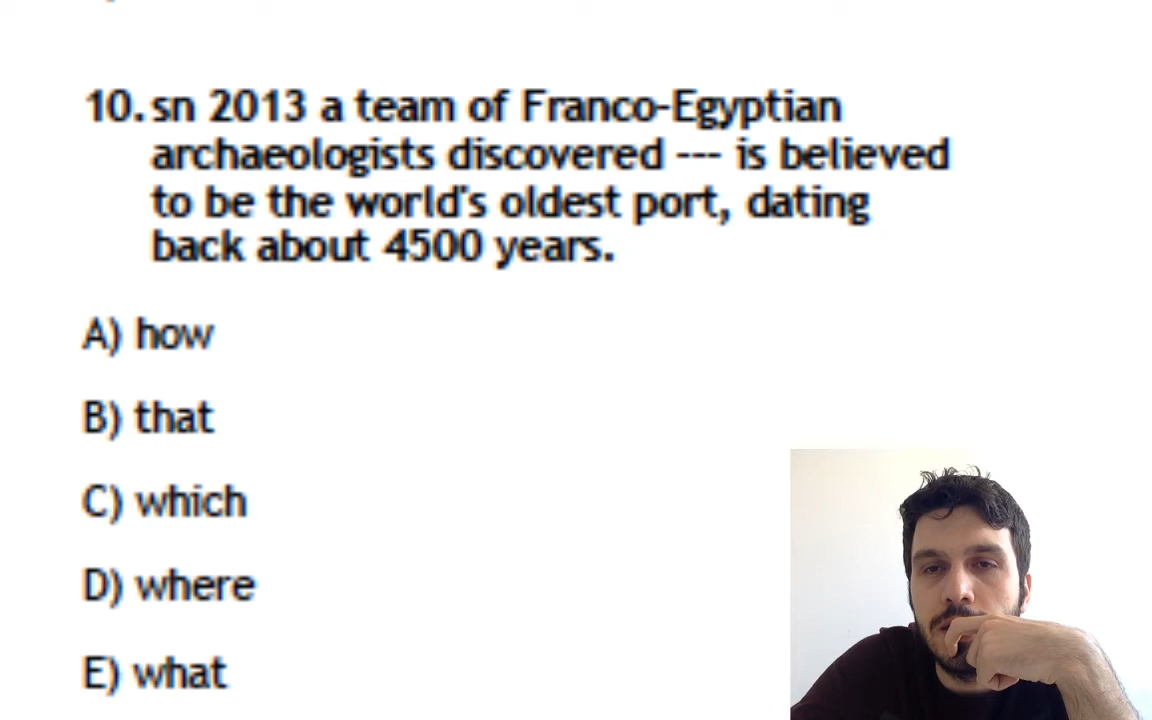 10. sn 2013 a team of Franco-Egyptian
archaeologists discovered --- is believed
to be the world's oldest port, dating
back about 4500 years.
A) how
B) that
C) which
D) where
E) what